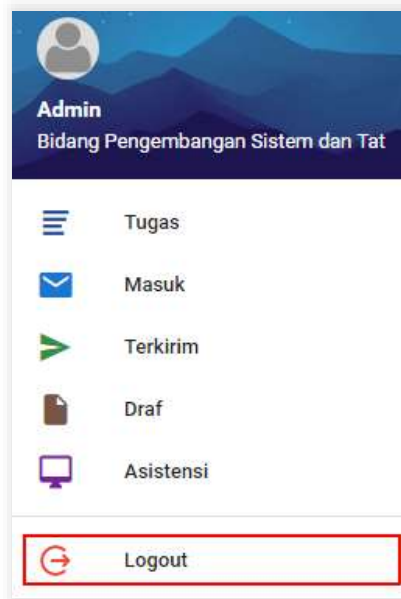 Admin
Bidang Pengembangan Sistem dan Tat
Tugas
Masuk
Terkirim
Draf
Asistensi
Logout